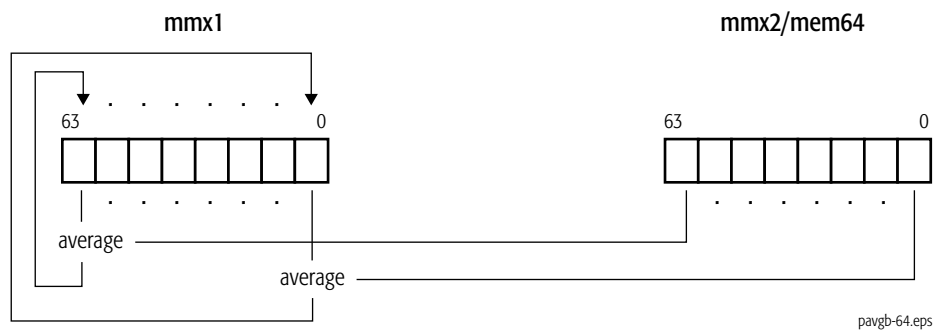 mmx1 mmx2/mem64
. . . . . .
63 0 63 0
. . . . . . . . . . . .
average
average
pavgb-64.eps